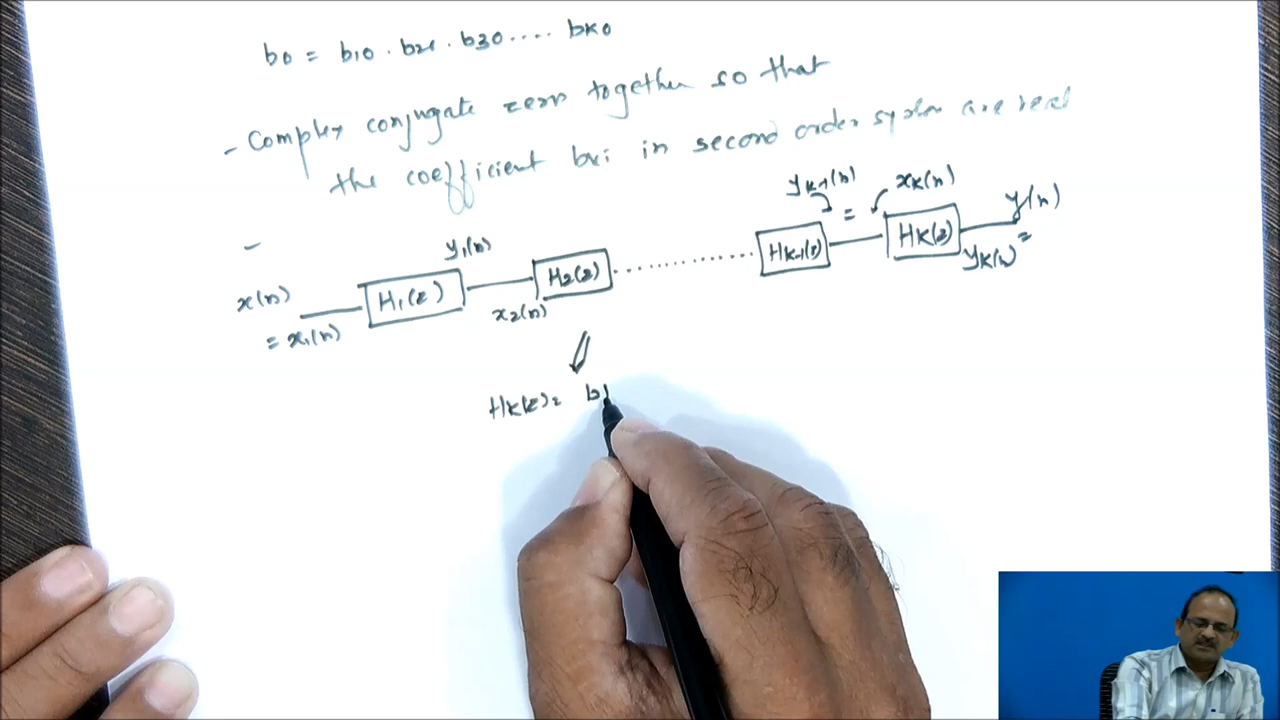 b0 = b10 . b20 . b30 .... bK0
- Complex conjugate zero together so that
the coefficient bki in second order system are real
-
yK-1(n) = xK(n)
x(n) = x1(n) H1(z) y1(n) x2(n) H2(z) ........ HK-1(z) HK(z) y(n) = yK(n)
HK(z) = b